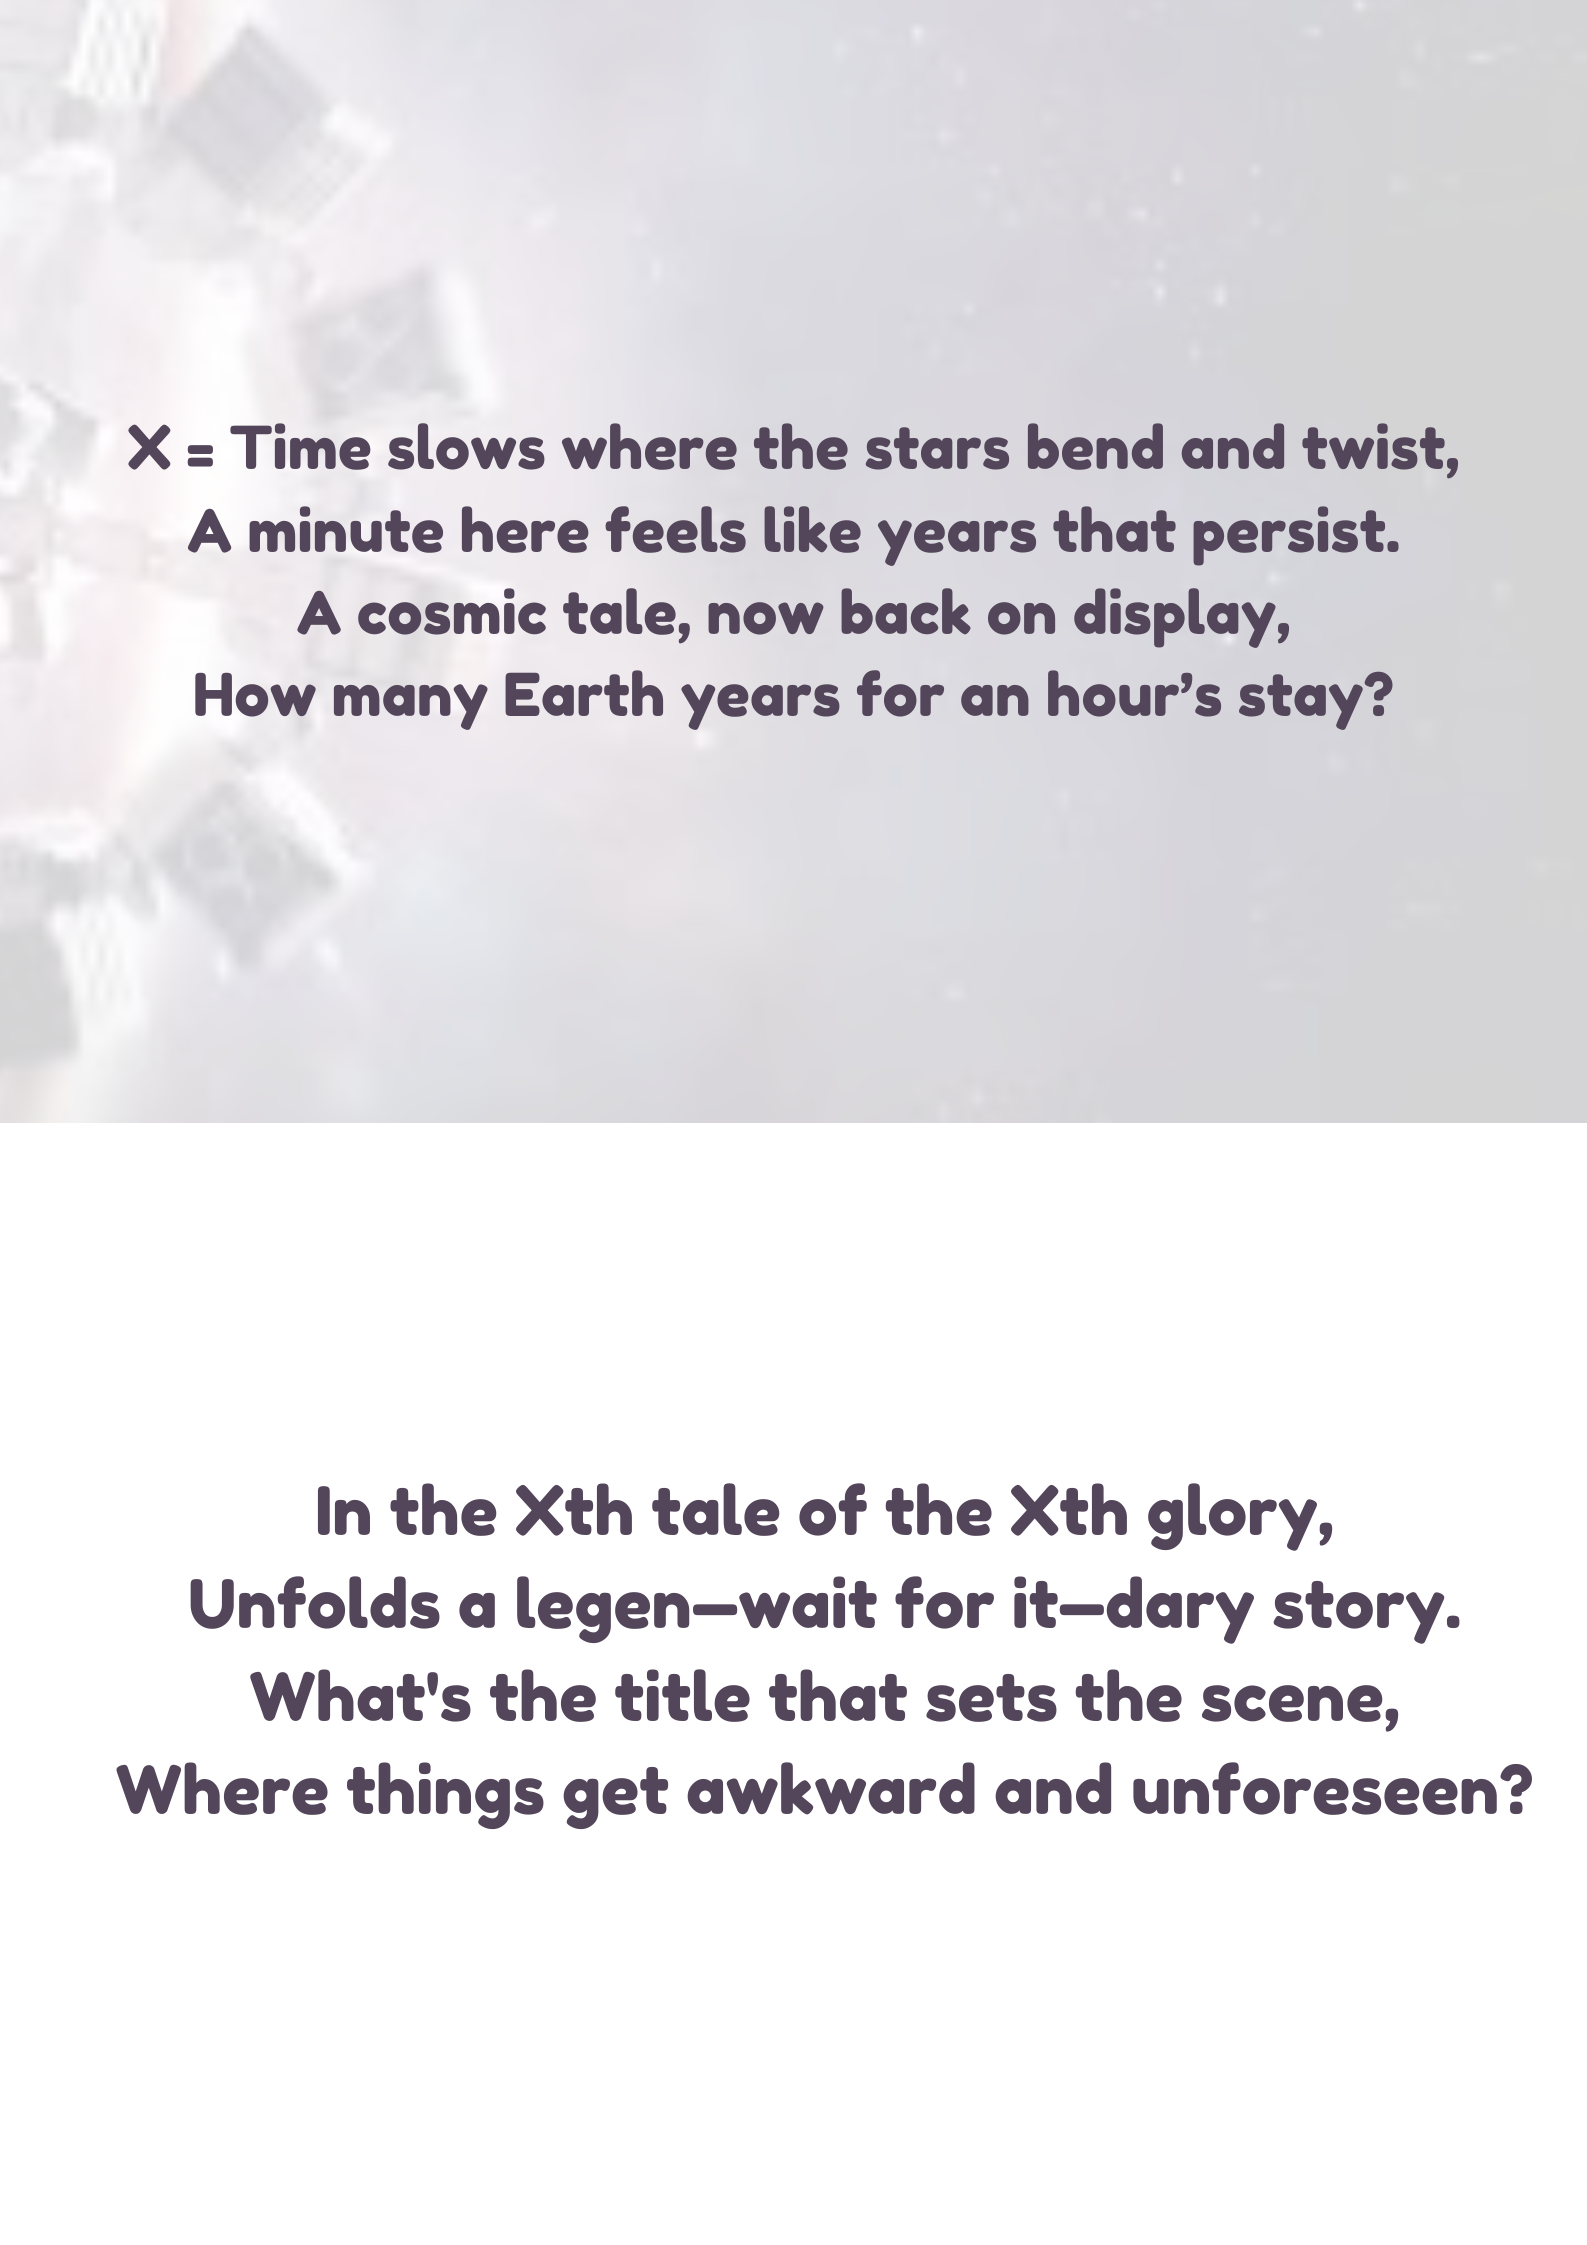 X = Time slows where the stars bend and twist,
A minute here feels like years that persist.
A cosmic tale, now back on display,
How many Earth years for an hour’s stay?
In the Xth tale of the Xth glory,
Unfolds a legen—wait for it—dary story.
What's the title that sets the scene,
Where things get awkward and unforeseen?